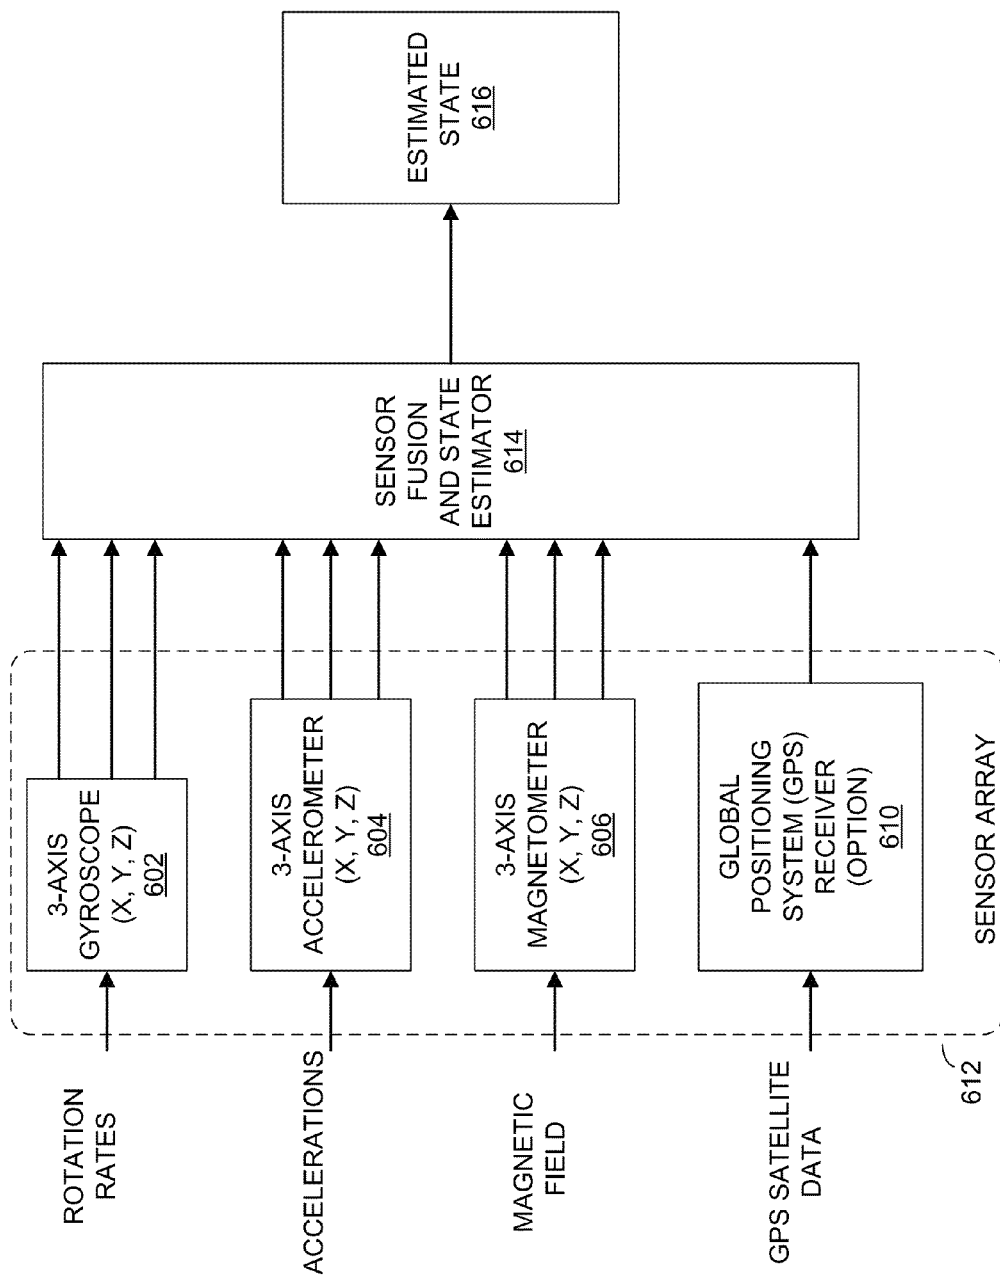 ROTATION
RATES
3-AXIS
GYROSCOPE
(X, Y, Z)
602
ACCELERATIONS
3-AXIS
ACCELEROMETER
(X, Y, Z)
604
MAGNETIC
FIELD
3-AXIS
MAGNETOMETER
(X, Y, Z)
606
GPS SATELLITE
DATA
GLOBAL
POSITIONING
SYSTEM (GPS)
RECEIVER
(OPTION)
610
612
SENSOR ARRAY
SENSOR
FUSION
AND STATE
ESTIMATOR
614
ESTIMATED
STATE
616